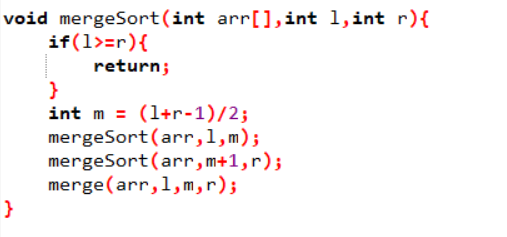 void mergeSort(int arr[],int l,int r){
    if(l>=r){
        return;
    }
    int m = (l+r-1)/2;
    mergeSort(arr,l,m);
    mergeSort(arr,m+1,r);
    merge(arr,l,m,r);
}